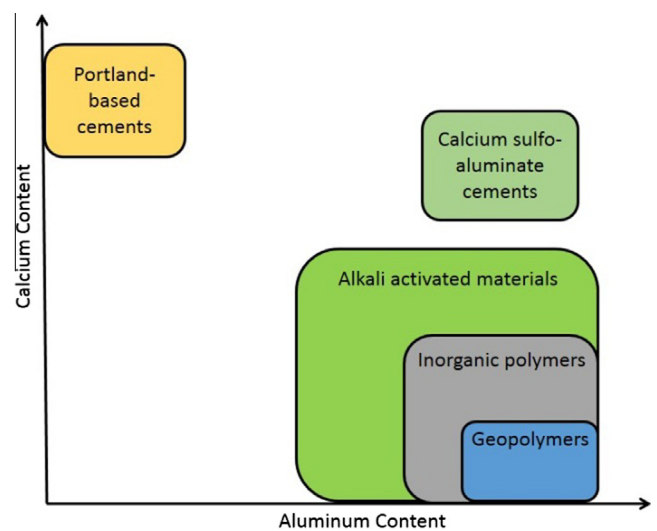 Portland-
based
cements
Calcium sulfo-
aluminate
cements
Alkali activated materials
Inorganic polymers
Geopolymers
Calcium Content
Aluminum Content